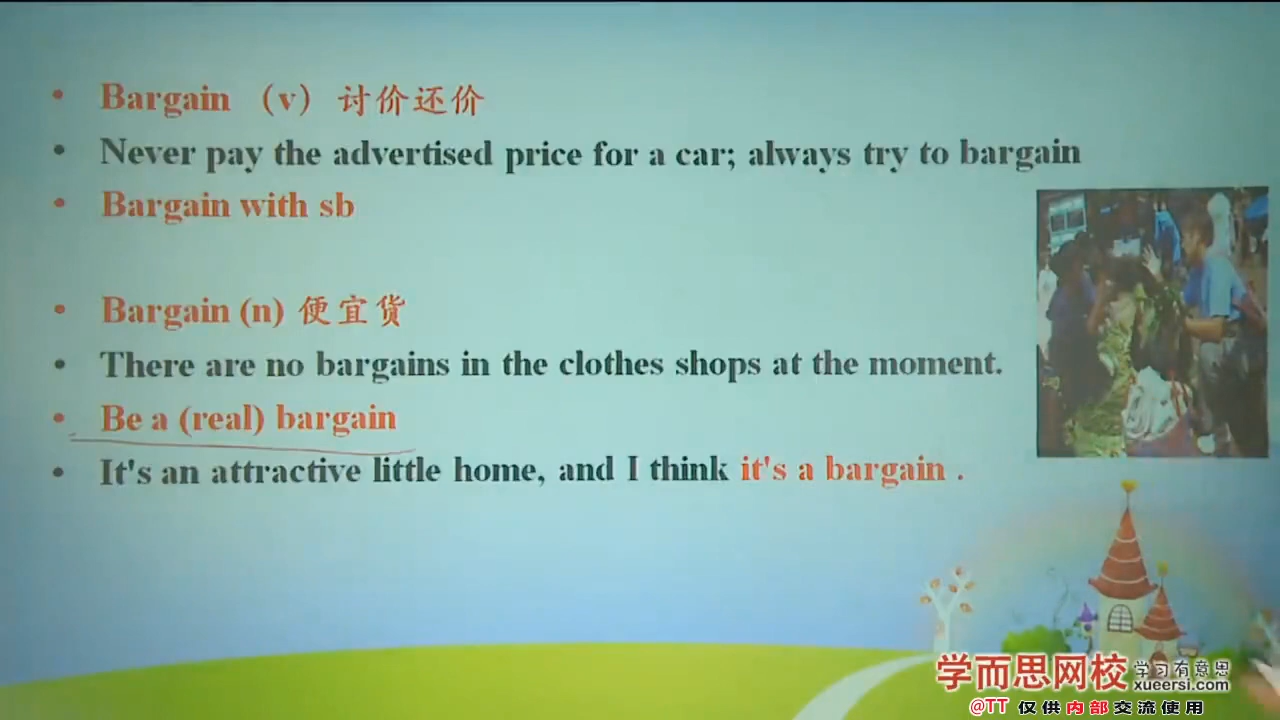 • Bargain （v） 讨价还价
• Never pay the advertised price for a car; always try to bargain
• Bargain with sb
• Bargain (n) 便宜货
• There are no bargains in the clothes shops at the moment.
• Be a (real) bargain
• It's an attractive little home, and I think it's a bargain .
学而思网校 学习有意思
xueersi.com
@TT 仅供内部交流使用